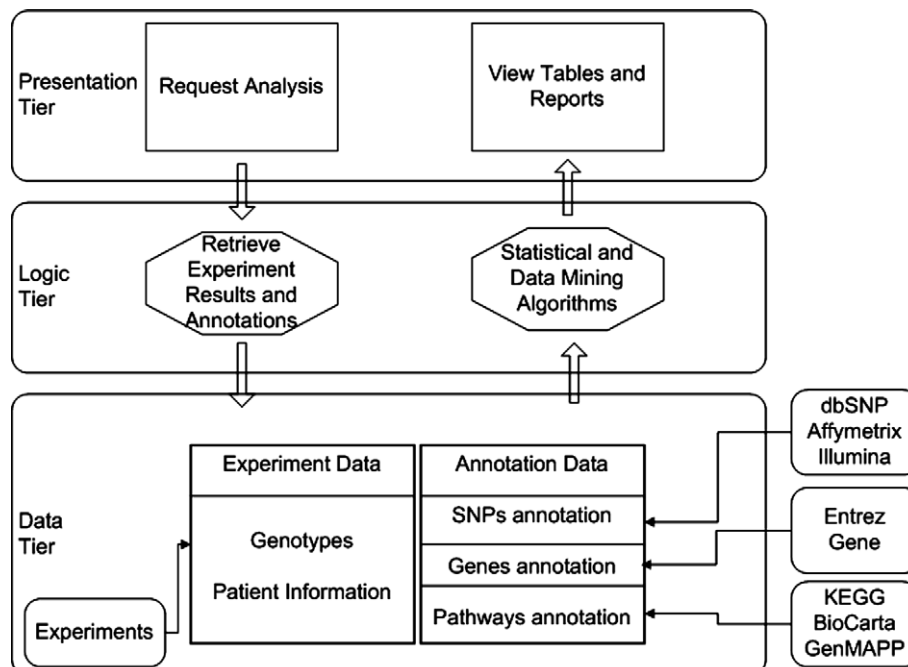 Presentation
Tier
Request Analysis
View Tables and
Reports
Logic
Tier
Retrieve
Experiment
Results and
Annotations
Statistical and
Data Mining
Algorithms
Data
Tier
Experiment Data
Genotypes
Patient Information
Experiments
Annotation Data
SNPs annotation
Genes annotation
Pathways annotation
dbSNP
Affymetrix
Illumina
Entrez
Gene
KEGG
BioCarta
GenMAPP